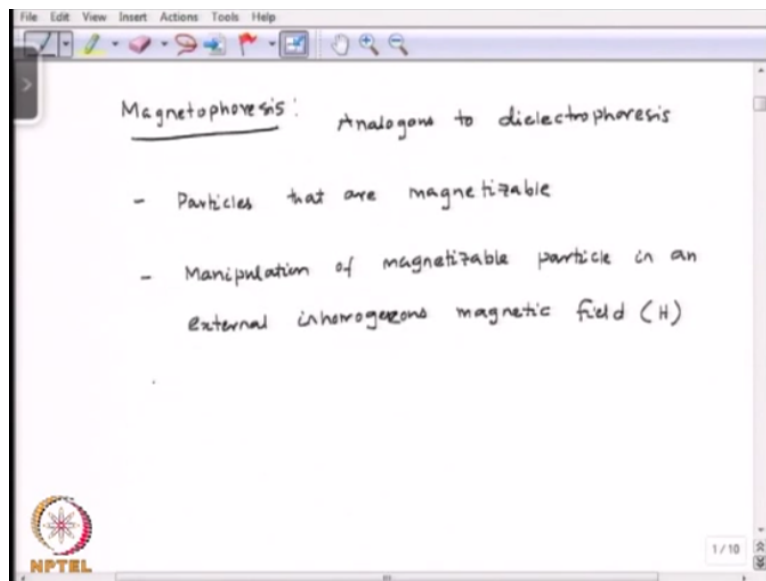 File Edit View Insert Actions Tools Help
Magnetophoresis: Analogous to dielectrophoresis
- Particles that are magnetizable
- Manipulation of magnetizable particle in an
external inhomogenous magnetic field (H)
NPTEL
1/10